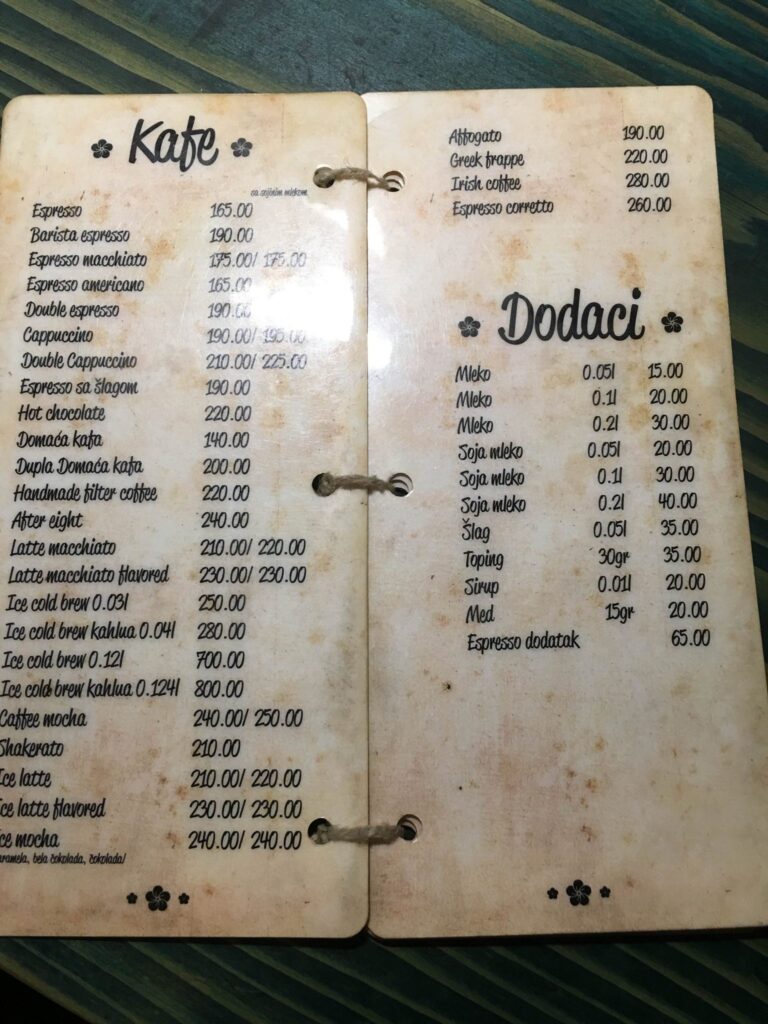 Kafe
sa sojinim mlekom
Espresso 165.00
Barista espresso 190.00
Espresso macchiato 175.00/ 175.00
Espresso americano 165.00
Double espresso 190.00
Cappuccino 190.00/ 195.00
Double Cappuccino 210.00/ 225.00
Espresso sa šlagom 190.00
Hot chocolate 220.00
Domaća kafa 140.00
Dupla Domaća kafa 200.00
Handmade filter coffee 220.00
After eight 240.00
Latte macchiato 210.00/ 220.00
Latte macchiato flavored 230.00/ 230.00
Ice cold brew 0.03l 250.00
Ice cold brew kahlua 0.04l 280.00
Ice cold brew 0.12l 700.00
Ice cold brew kahlua 0.124l 800.00
Caffee mocha 240.00/ 250.00
Shakerato 210.00
Ice latte 210.00/ 220.00
Ice latte flavored 230.00/ 230.00
Ice mocha 240.00/ 240.00
aramela, bela čokolada, čokolada/
Affogato 190.00
Greek frappe 220.00
Irish coffee 280.00
Espresso corretto 260.00
Dodaci
Mleko 0.05l 15.00
Mleko 0.1l 20.00
Mleko 0.2l 30.00
Soja mleko 0.05l 20.00
Soja mleko 0.1l 30.00
Soja mleko 0.2l 40.00
Šlag 0.05l 35.00
Toping 30gr 35.00
Sirup 0.01l 20.00
Med 15gr 20.00
Espresso dodatak 65.00